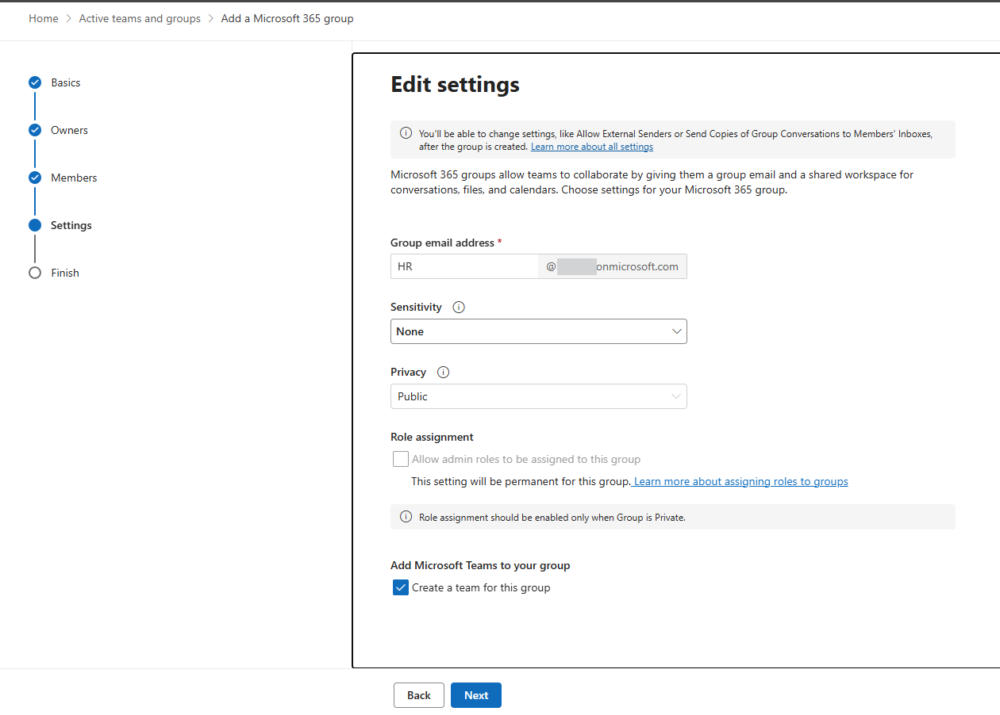 Home > Active teams and groups > Add a Microsoft 365 group
Basics
Owners
Members
Settings
Finish
Edit settings
You'll be able to change settings, like Allow External Senders or Send Copies of Group Conversations to Members' Inboxes,
after the group is created. Learn more about all settings
Microsoft 365 groups allow teams to collaborate by giving them a group email and a shared workspace for
conversations, files, and calendars. Choose settings for your Microsoft 365 group.
Group email address *
HR @ onmicrosoft.com
Sensitivity
None
Privacy
Public
Role assignment
Allow admin roles to be assigned to this group
This setting will be permanent for this group. Learn more about assigning roles to groups
Role assignment should be enabled only when Group is Private.
Add Microsoft Teams to your group
Create a team for this group
Back Next